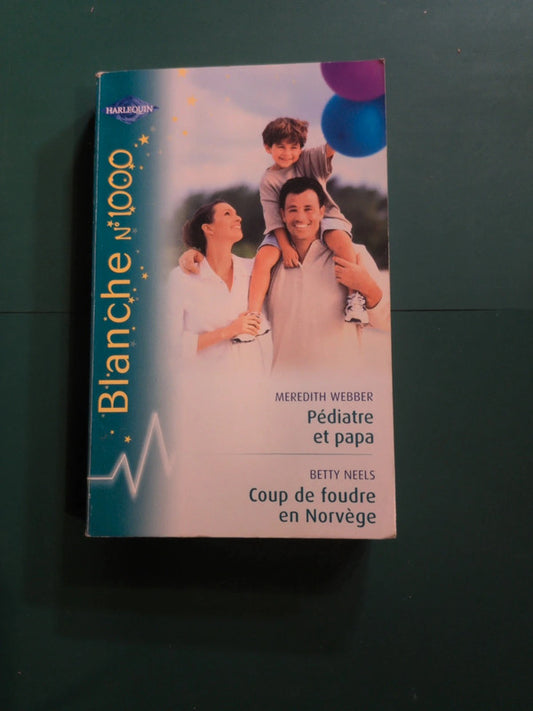 HARLEQUIN
Blanche N°1000
MEREDITH WEBBER
Pédiatre
et papa
BETTY NEELS
Coup de foudre
en Norvège